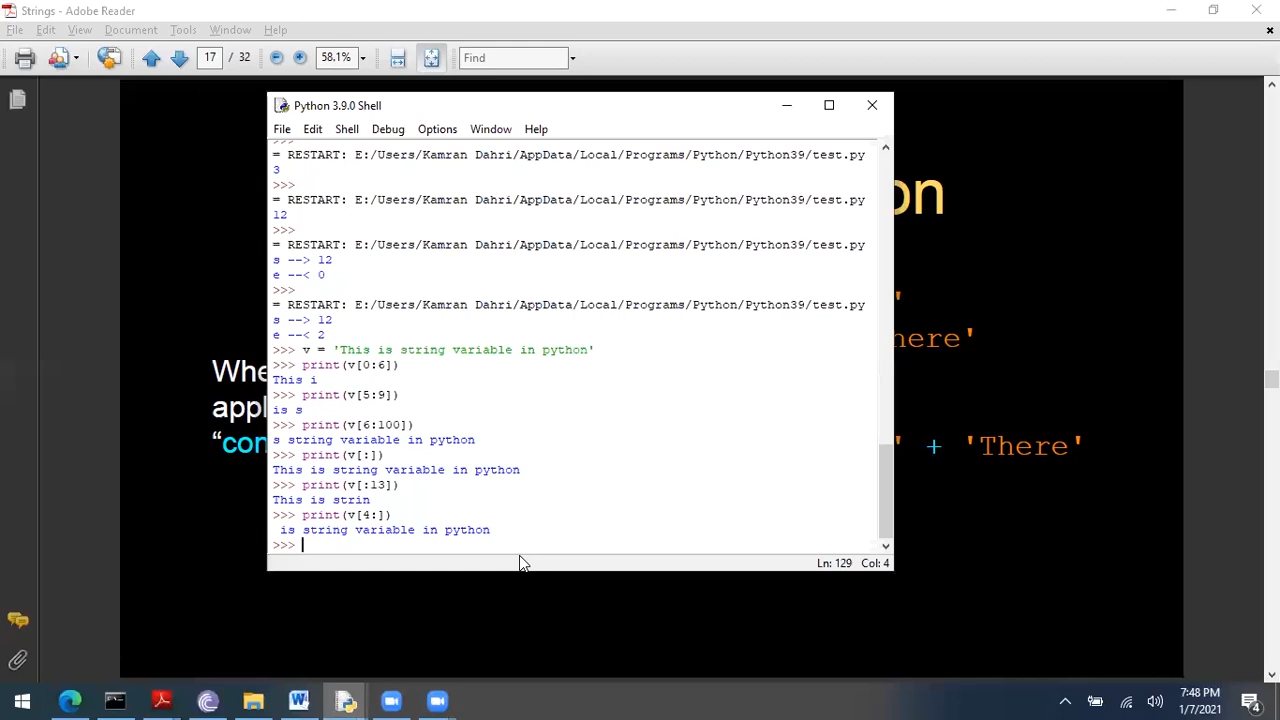 Strings - Adobe Reader
File Edit View Document Tools Window Help
17 / 32 58.1% Find
Python 3.9.0 Shell
File Edit Shell Debug Options Window Help
>>>
= RESTART: E:/Users/Kamran Dahri/AppData/Local/Programs/Python/Python39/test.py
3
>>>
= RESTART: E:/Users/Kamran Dahri/AppData/Local/Programs/Python/Python39/test.py
12
>>>
= RESTART: E:/Users/Kamran Dahri/AppData/Local/Programs/Python/Python39/test.py
s --> 12
e --< 0
>>>
= RESTART: E:/Users/Kamran Dahri/AppData/Local/Programs/Python/Python39/test.py
s --> 12
e --< 2
>>> v = 'This is string variable in python'
>>> print(v[0:6])
This i
>>> print(v[5:9])
is s
>>> print(v[6:100])
s string variable in python
>>> print(v[:])
This is string variable in python
>>> print(v[:13])
This is strin
>>> print(v[4:])
 is string variable in python
>>>
Ln: 129 Col: 4
on
'
here'
Whe
appl
“con
' + 'There'
7:48 PM
1/7/2021
4